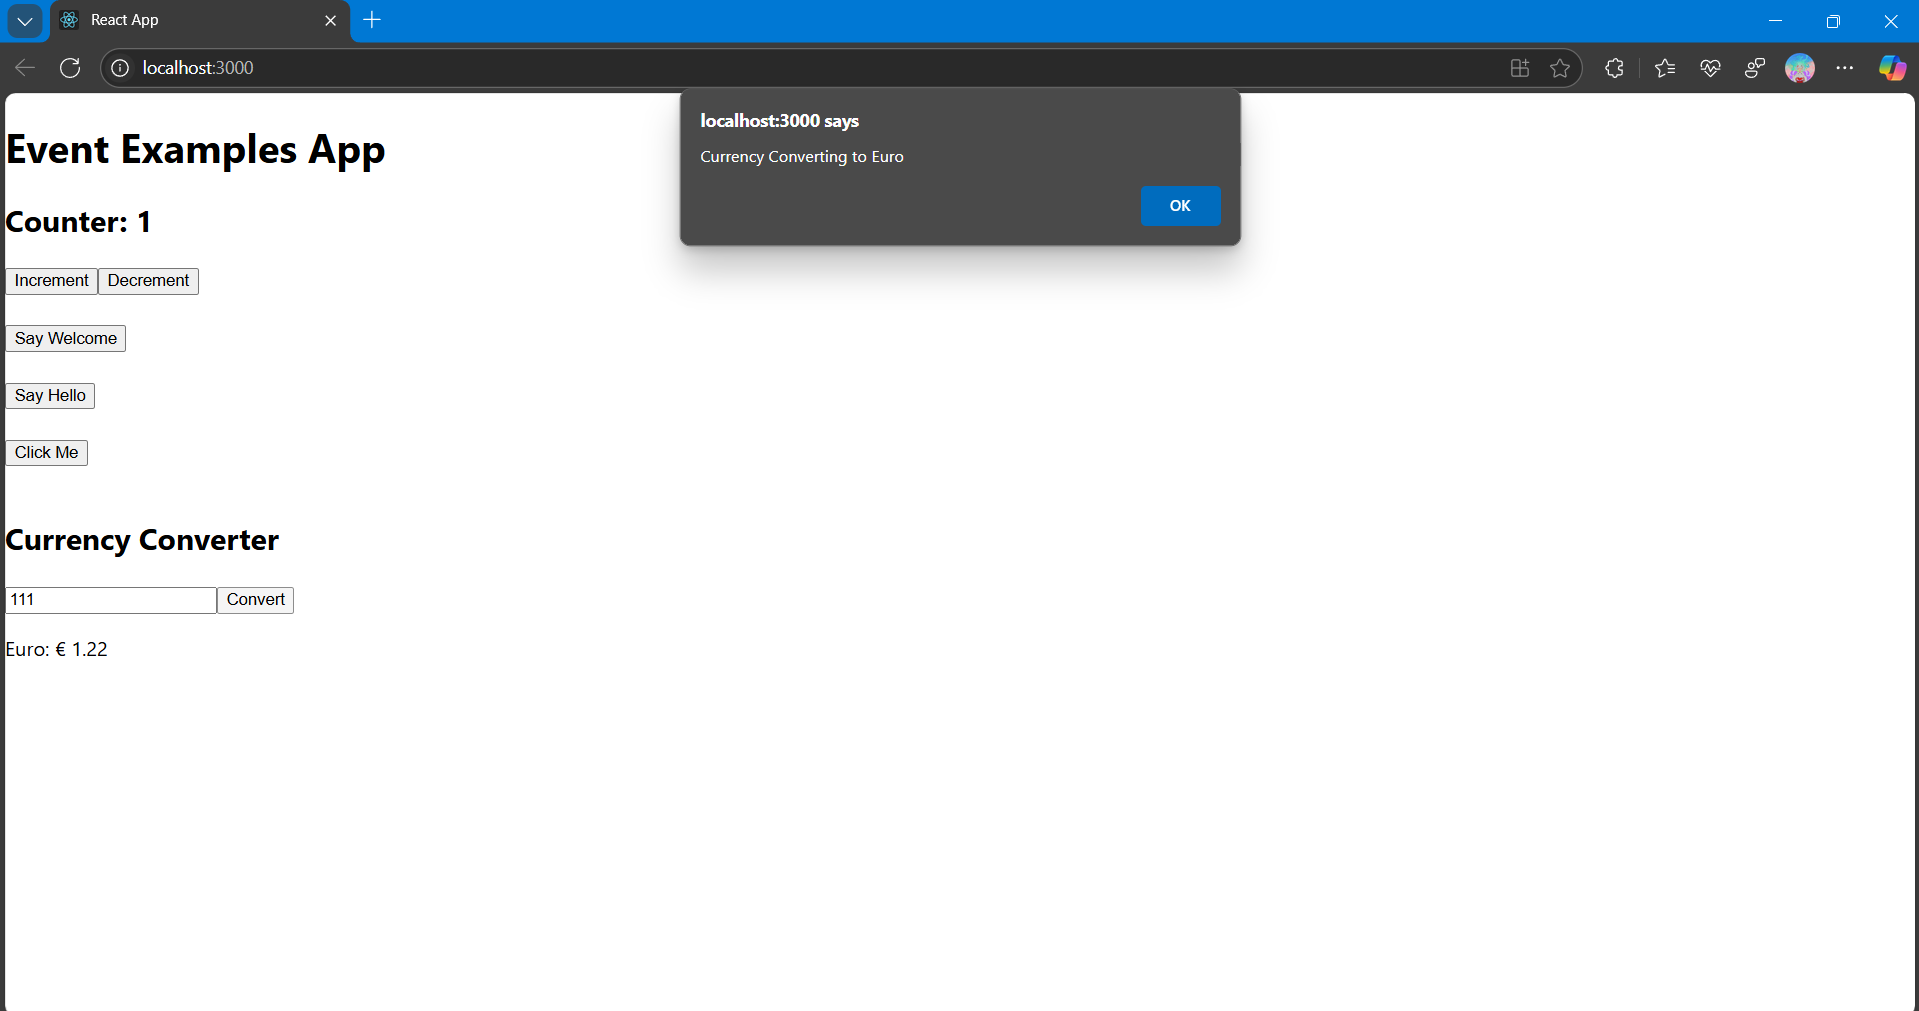 React App
localhost:3000
localhost:3000 says
Currency Converting to Euro
OK
Event Examples App
Counter: 1
Increment Decrement
Say Welcome
Say Hello
Click Me
Currency Converter
111 Convert
Euro: € 1.22